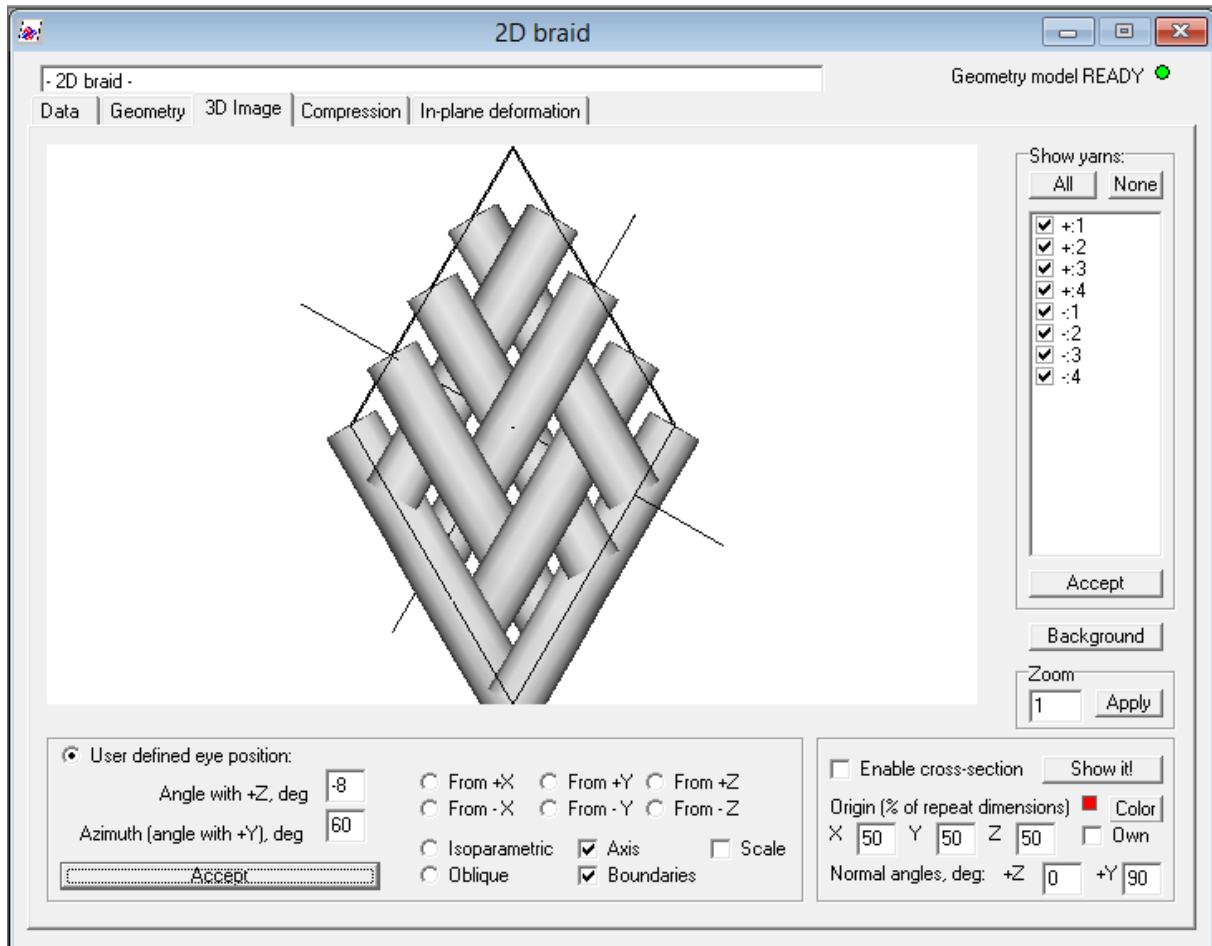 2D braid
- 2D braid -
Geometry model READY
Data Geometry 3D Image Compression In-plane deformation
Show yarns:
All None
+:1
+:2
+:3
+:4
-:1
-:2
-:3
-:4
Accept
Background
Zoom
1 Apply
User defined eye position:
Angle with +Z, deg -8
Azimuth (angle with +Y), deg 60
Accept
From +X From +Y From +Z
From - X From - Y From - Z
Isoparametric Axis Scale
Oblique Boundaries
Enable cross-section Show it!
Origin (% of repeat dimensions) Color
X 50 Y 50 Z 50 Own
Normal angles, deg: +Z 0 +Y 90